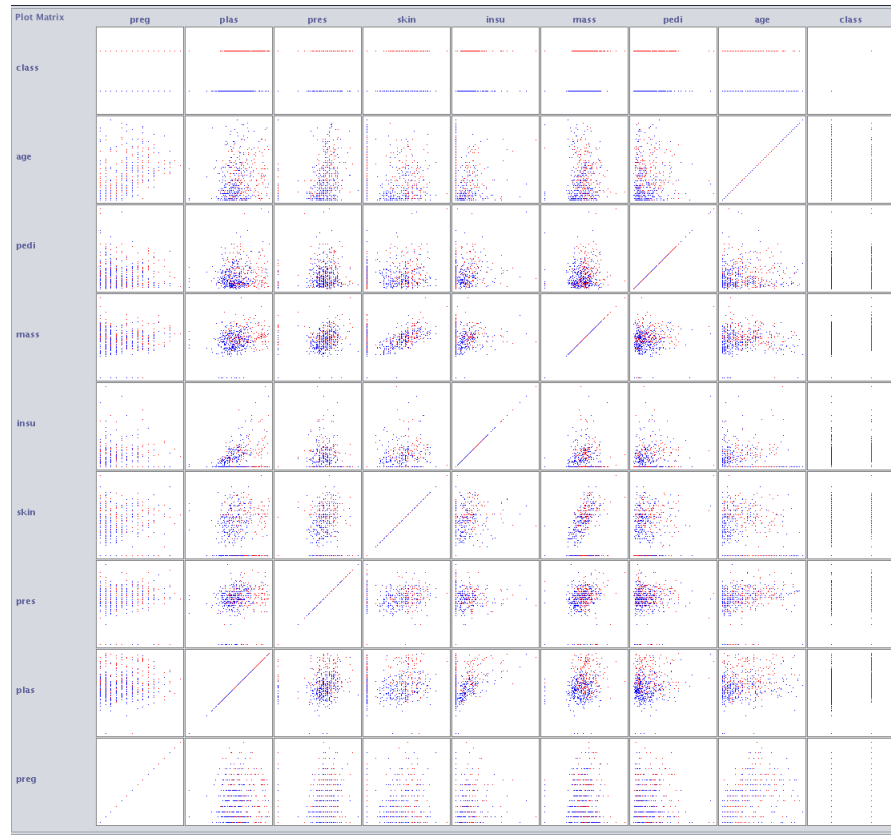 Plot Matrix preg plas pres skin insu mass pedi age class
class
age
pedi
mass
insu
skin
pres
plas
preg